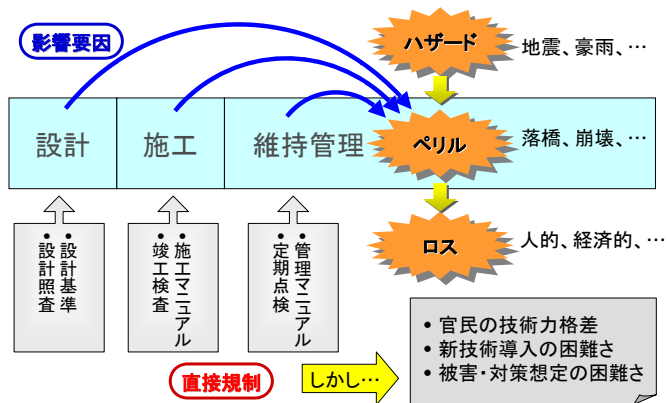 影響要因
ハザード
地震、豪雨、…
設計
施工
維持管理
ペリル
落橋、崩壊、…
ロス
人的、経済的、…
• 設計基準
• 設計照査
• 施工マニュアル
• 竣工検査
• 管理マニュアル
• 定期点検
直接規制
しかし…
• 官民の技術力格差
• 新技術導入の困難さ
• 被害・対策想定の困難さ